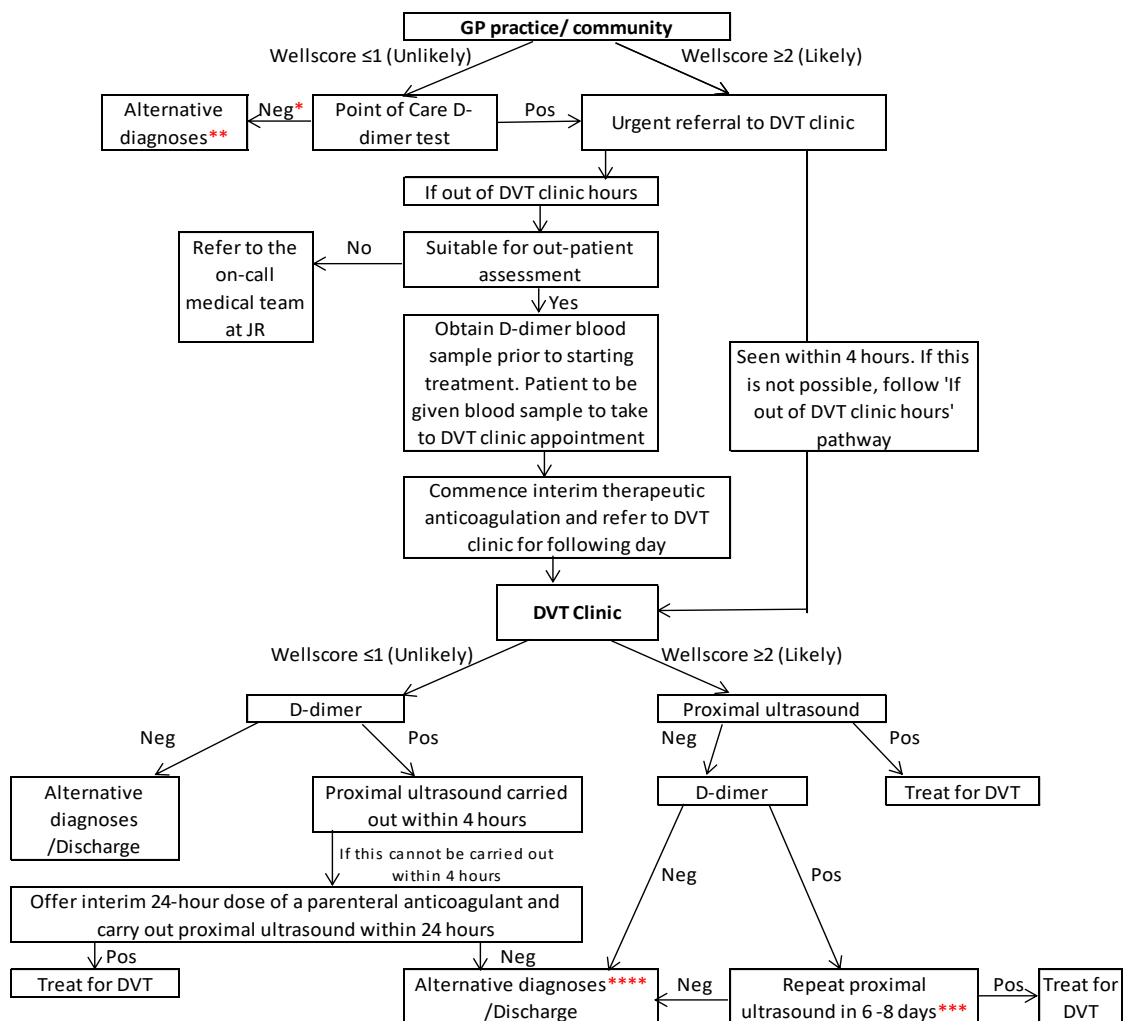 GP practice/ community
Wellscore ≤1 (Unlikely)
Wellscore ≥2 (Likely)
Alternative
diagnoses**
Neg*
Point of Care D-
dimer test
Pos
Urgent referral to DVT clinic
If out of DVT clinic hours
Refer to the
on-call
medical team
at JR
No
Suitable for out-patient
assessment
Yes
Obtain D-dimer blood
sample prior to starting
treatment. Patient to be
given blood sample to take
to DVT clinic appointment
Seen within 4 hours. If this
is not possible, follow 'If
out of DVT clinic hours'
pathway
Commence interim therapeutic
anticoagulation and refer to DVT
clinic for following day
DVT Clinic
Wellscore ≤1 (Unlikely)
Wellscore ≥2 (Likely)
D-dimer
Proximal ultrasound
Neg
Pos
Neg
Pos
Alternative
diagnoses
/Discharge
Proximal ultrasound carried
out within 4 hours
D-dimer
Treat for DVT
If this cannot be carried out
within 4 hours
Neg
Pos
Offer interim 24-hour dose of a parenteral anticoagulant and
carry out proximal ultrasound within 24 hours
Pos
Neg
Treat for DVT
Alternative diagnoses****
/Discharge
Neg
Repeat proximal
ultrasound in 6 -8 days***
Pos
Treat for
DVT